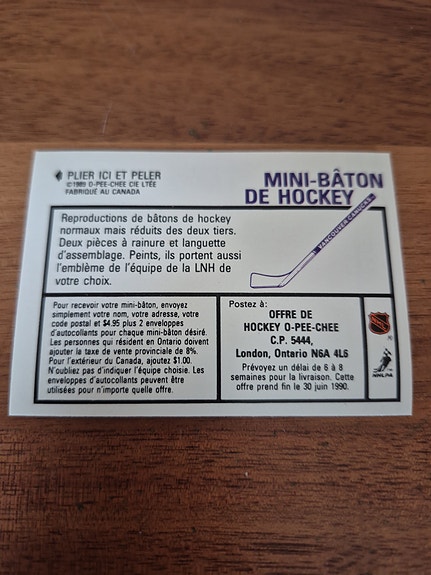 PLIER ICI ET PELER
©1989 O-PEE-CHEE CIE LTÉE
FABRIQUÉ AU CANADA
MINI-BÂTON
DE HOCKEY
VANCOUVER CANUCKS
Reproductions de bâtons de hockey
normaux mais réduits des deux tiers.
Deux pièces à rainure et languette
d'assemblage. Peints, ils portent aussi
l'emblème de l'équipe de la LNH de
votre choix.
Pour recevoir votre mini-bâton, envoyez
simplement votre nom, votre adresse, votre
code postal et $4.95 plus 2 enveloppes
d'autocollants pour chaque mini-bâton désiré.
Les personnes qui résident en Ontario doivent
ajouter la taxe de vente provinciale de 8%.
Pour l'extérieur du Canada, ajoutez $1.00.
N'oubliez pas d'indiquer l'équipe choisie. Les
enveloppes d'autocollants peuvent être
utilisées pour n'importe quelle offre.
Postez à:
OFFRE DE
HOCKEY O-PEE-CHEE
C.P. 5444,
London, Ontario N6A 4L6
Prévoyez un délai de 6 à 8
semaines pour la livraison. Cette
offre prend fin le 30 juin 1990.
NHL
®
NHLPA